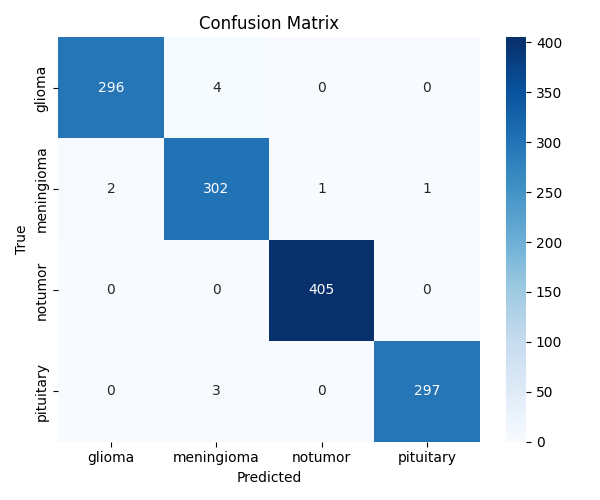 Confusion Matrix
True
glioma
296 4 0 0
meningioma
2 302 1 1
notumor
0 0 405 0
pituitary
0 3 0 297
glioma meningioma notumor pituitary
Predicted
400
350
300
250
200
150
100
50
0